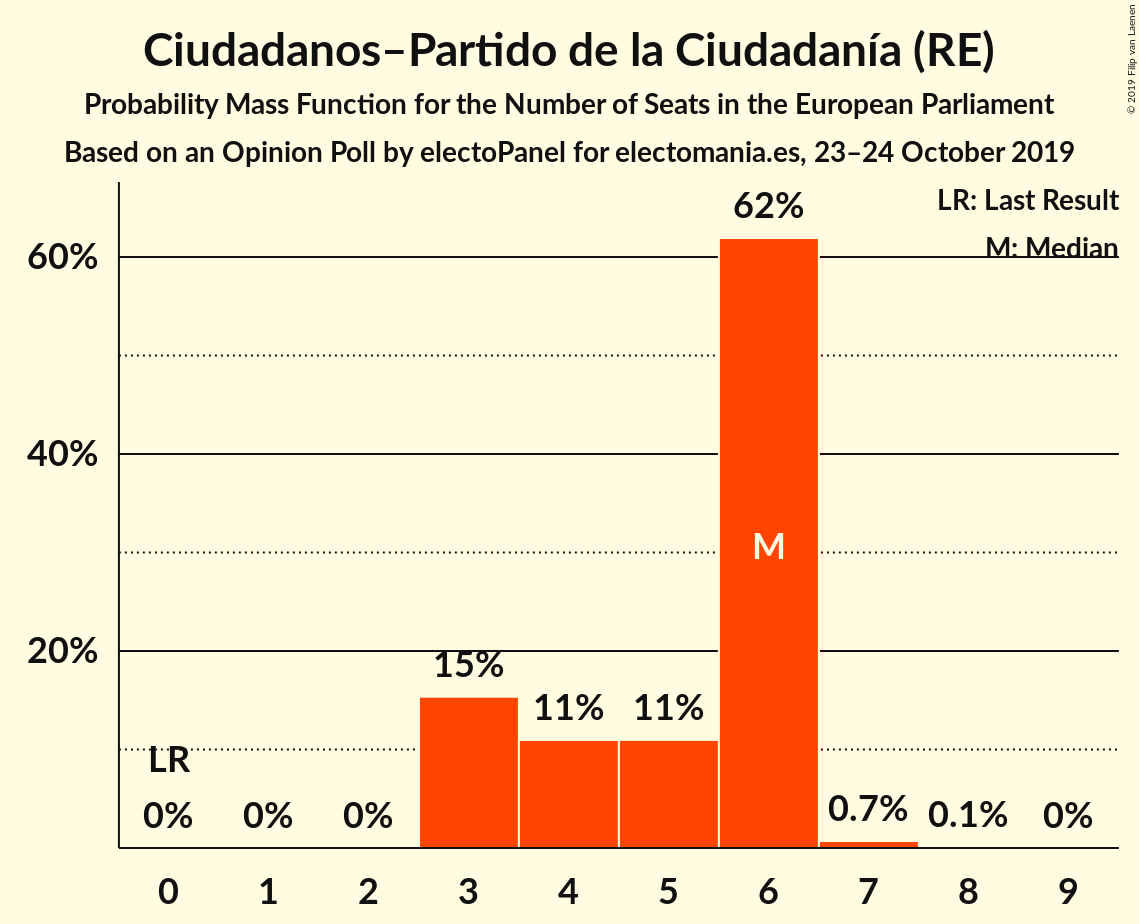 Ciudadanos–Partido de la Ciudadanía (RE)
Probability Mass Function for the Number of Seats in the European Parliament
Based on an Opinion Poll by electoPanel for electomania.es, 23–24 October 2019
© 2019 Filip van Laenen
LR: Last Result
M: Median
62%
60%
40%
M
20%
15%
11%
11%
LR
0%
0%
0%
0.7%
0.1%
0%
0
1
2
3
4
5
6
7
8
9